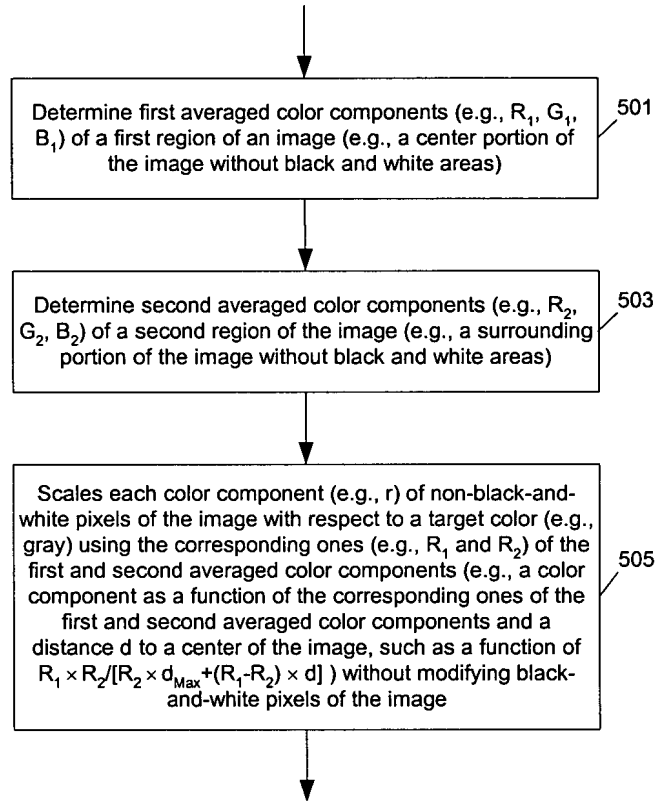 Determine first averaged color components (e.g., R₁, G₁,
B₁) of a first region of an image (e.g., a center portion of
the image without black and white areas)
501
Determine second averaged color components (e.g., R₂,
G₂, B₂) of a second region of the image (e.g., a surrounding
portion of the image without black and white areas)
503
Scales each color component (e.g., r) of non-black-and-
white pixels of the image with respect to a target color (e.g.,
gray) using the corresponding ones (e.g., R₁ and R₂) of the
first and second averaged color components (e.g., a color
component as a function of the corresponding ones of the
first and second averaged color components and a
distance d to a center of the image, such as a function of
R₁ × R₂/[R₂ × d_Max+(R₁-R₂) × d] ) without modifying black-
and-white pixels of the image
505